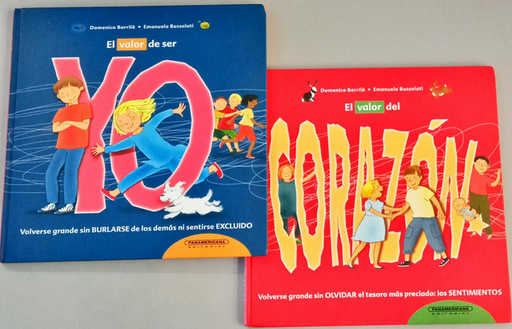 Domenico Barrilà • Emanuela Bussolati
El valor de ser
YO
Volverse grande sin BURLARSE de los demás ni sentirse EXCLUIDO
PANAMERICANA
EDITORIAL
Domenico Barrilà • Emanuela Bussolati
El valor del
CORAZÓN
Volverse grande sin OLVIDAR el tesoro más preciado: los SENTIMIENTOS
PANAMERICANA
EDITORIAL